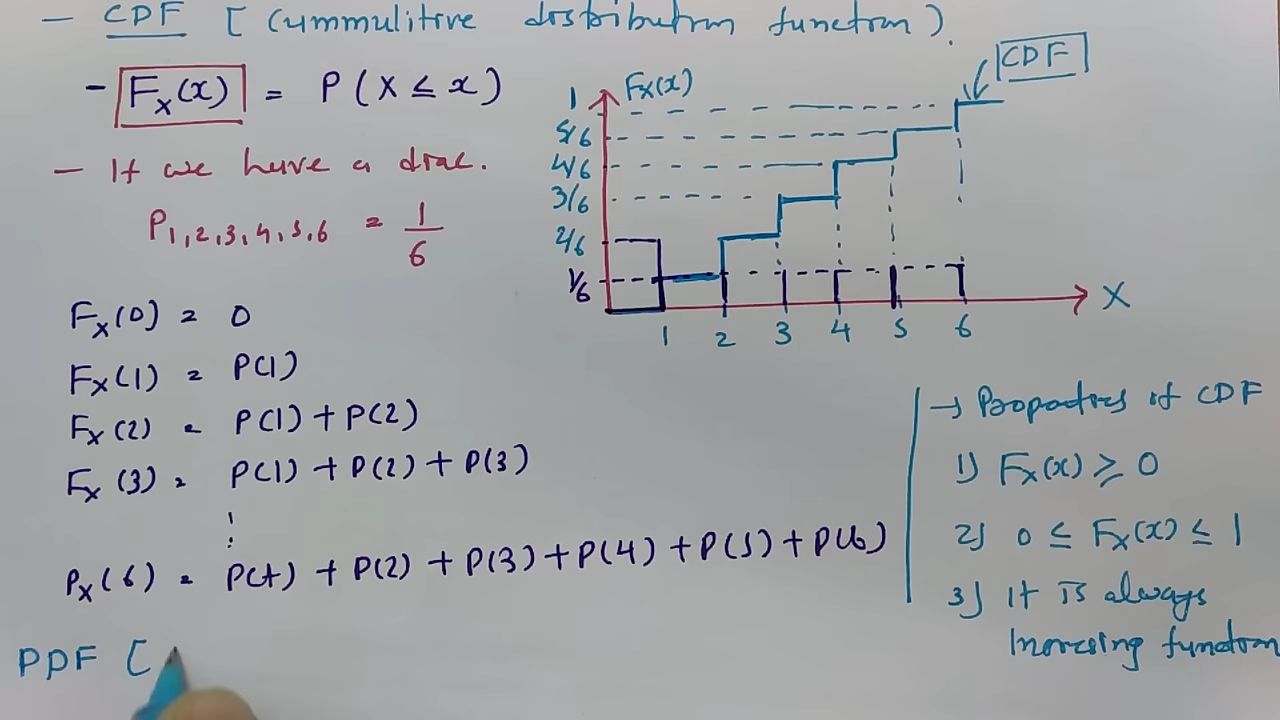 - CDF [ Cummulitive distribution function ).
- Fx(x) = P ( X ≤ x )
- If we have a dice.
P1,2,3,4,5,6 = 1/6
Fx(0) = 0
Fx(1) = P(1)
Fx(2) = P(1) + P(2)
Fx(3) = P(1) + P(2) + P(3)
Px(6) = P(1) + P(2) + P(3) + P(4) + P(5) + P(6)
PDF [
CDF
Fx(x)
1
5/6
4/6
3/6
2/6
1/6
1 2 3 4 5 6 X
→ Properties of CDF
1) Fx(x) ≥ 0
2) 0 ≤ Fx(x) ≤ 1
3) It is always
Increasing function